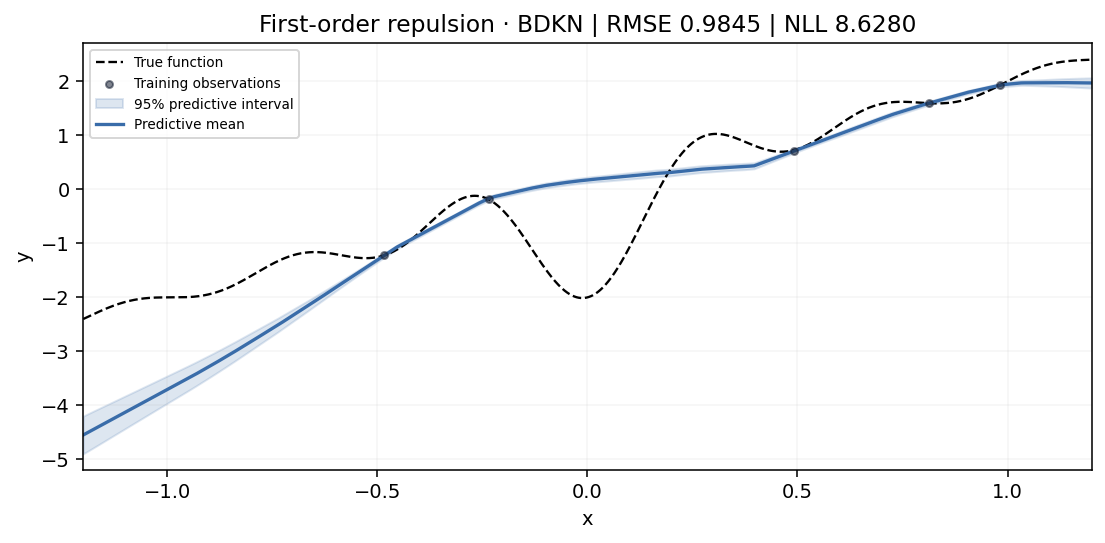 First-order repulsion · BDKN | RMSE 0.9845 | NLL 8.6280
True function
Training observations
95% predictive interval
Predictive mean
y
2
1
0
−1
−2
−3
−4
−5
−1.0 −0.5 0.0 0.5 1.0
x